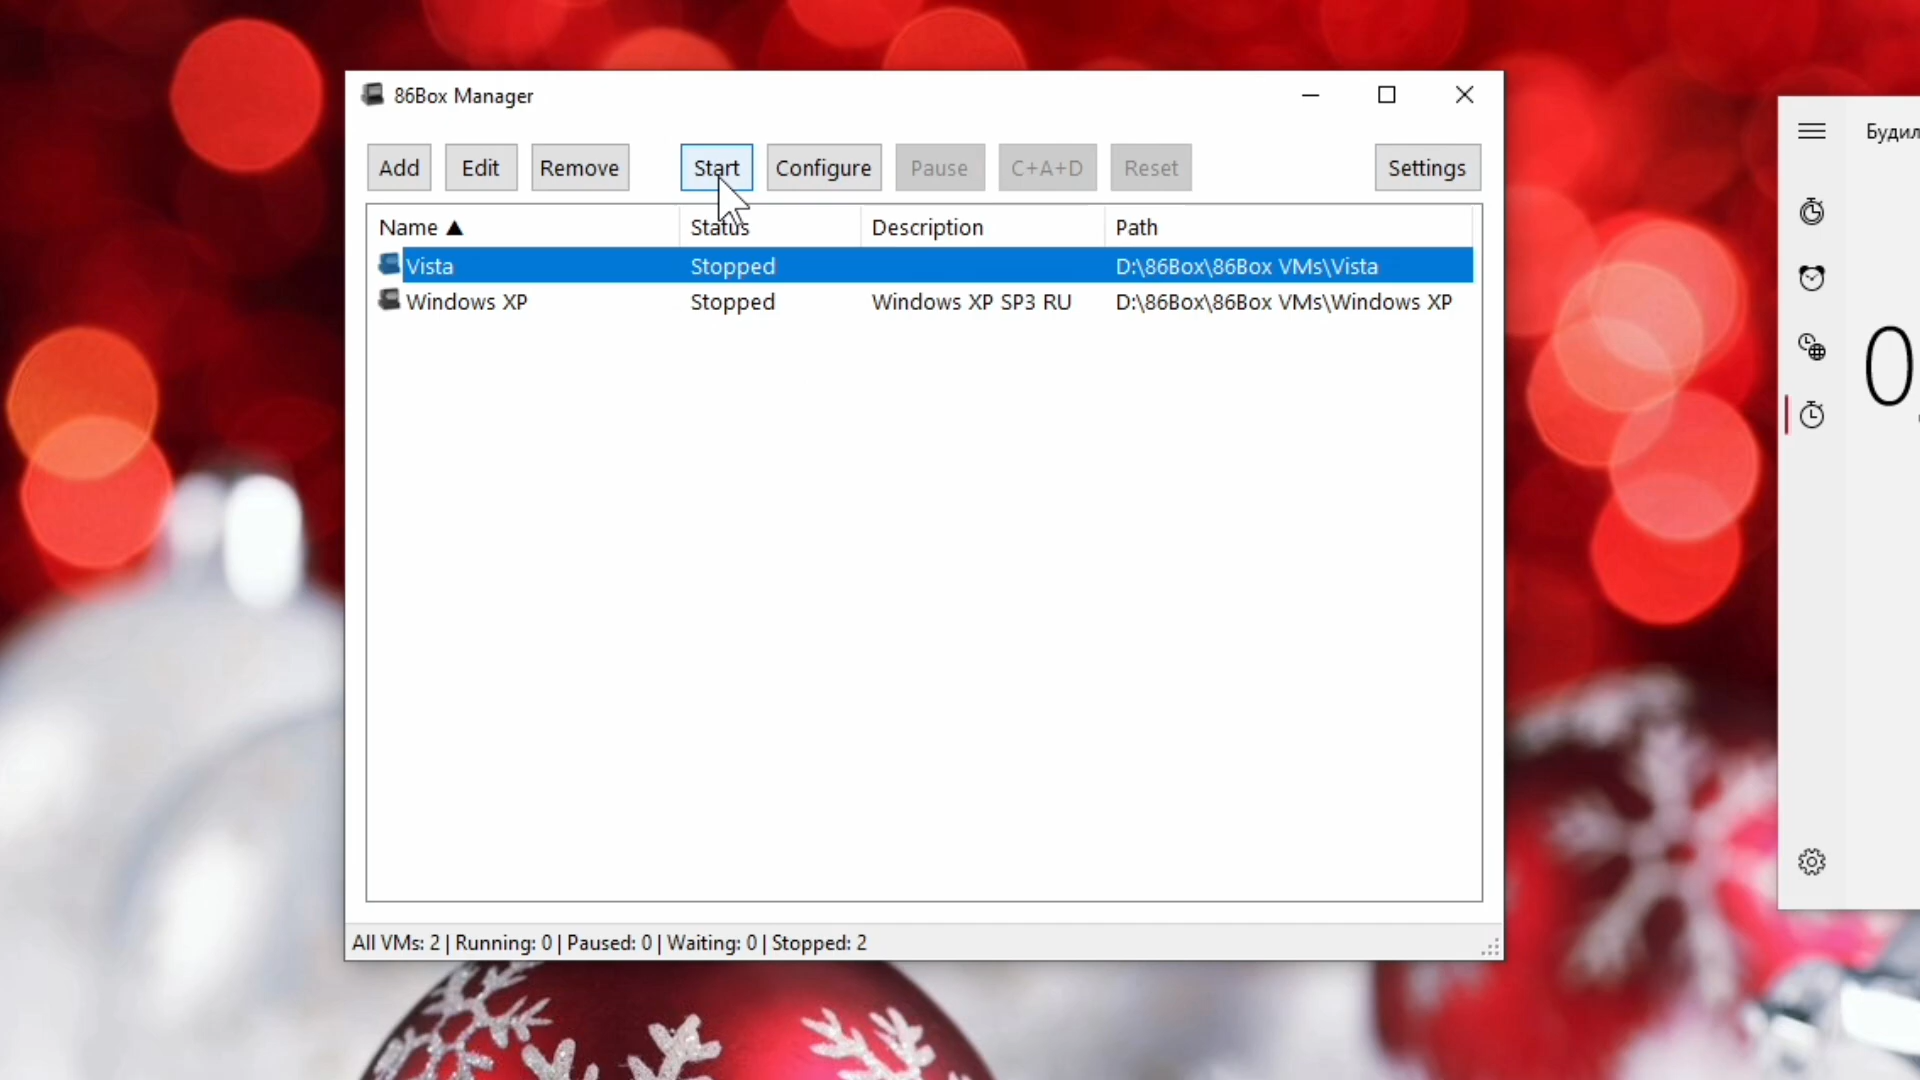 86Box Manager
Add Edit Remove Start Configure Pause C+A+D Reset Settings
Name ▲ Status Description Path
Vista Stopped D:\86Box\86Box VMs\Vista
Windows XP Stopped Windows XP SP3 RU D:\86Box\86Box VMs\Windows XP
All VMs: 2 | Running: 0 | Paused: 0 | Waiting: 0 | Stopped: 2
Будил
0